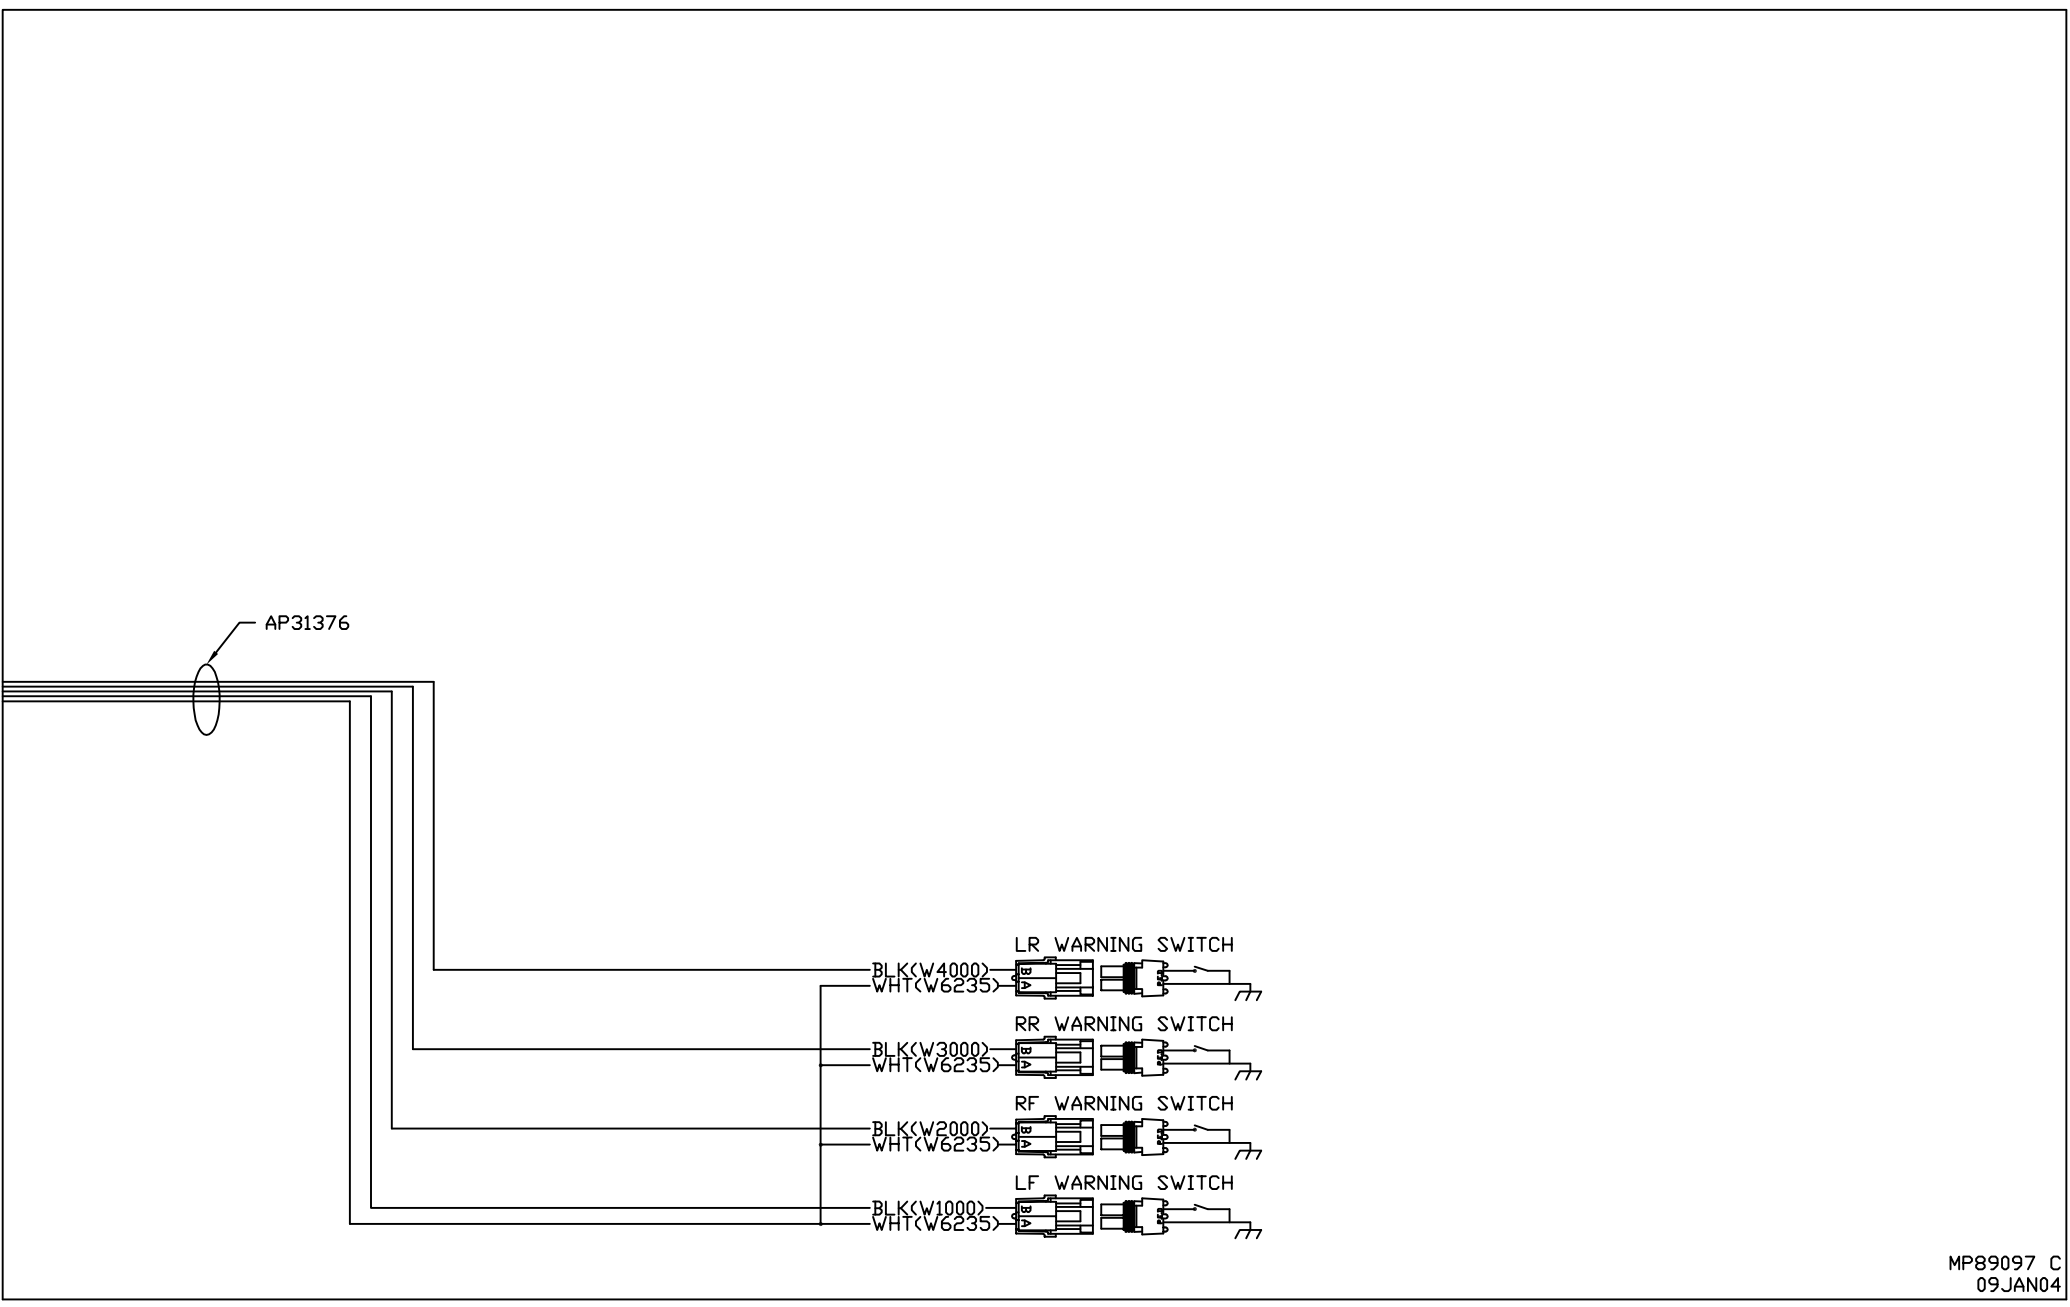 AP31376
LR WARNING SWITCH
BLK(W4000)
B
WHT(W6235)
A
RR WARNING SWITCH
BLK(W3000)
B
WHT(W6235)
A
RF WARNING SWITCH
BLK(W2000)
B
WHT(W6235)
A
LF WARNING SWITCH
BLK(W1000)
B
WHT(W6235)
A
MP89097 C
09JAN04